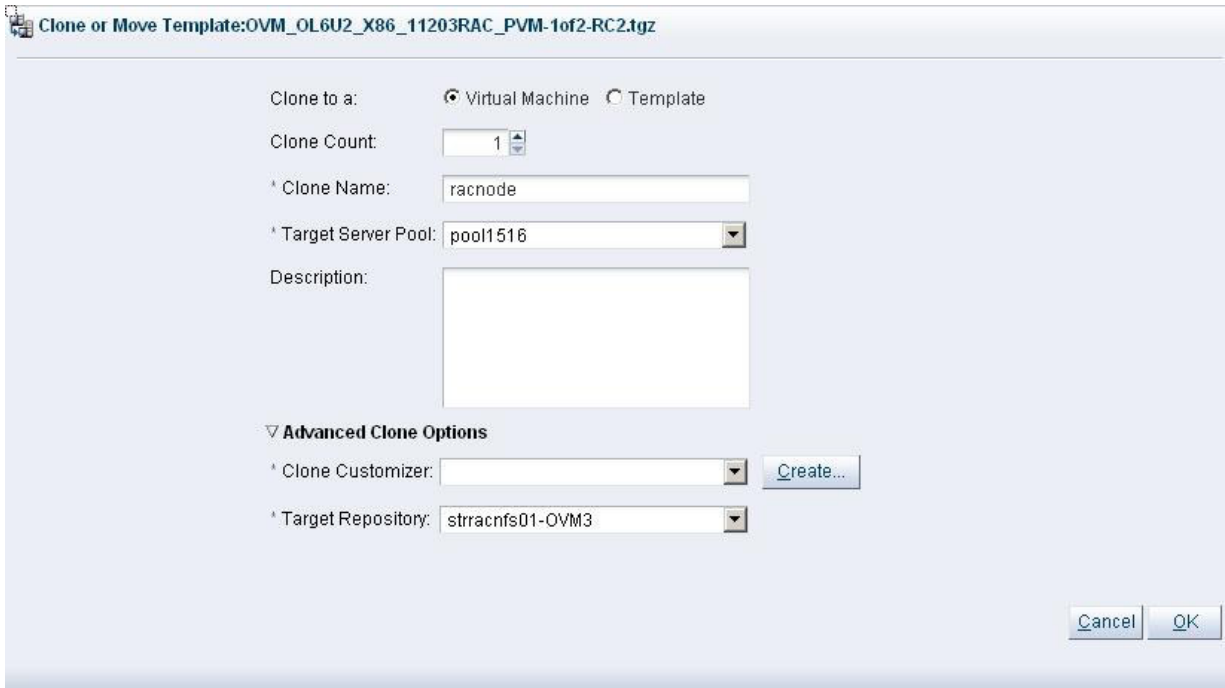 Clone or Move Template:OVM_OL6U2_X86_11203RAC_PVM-1of2-RC2.tgz
Clone to a: Virtual Machine Template
Clone Count: 1
* Clone Name: racnode
* Target Server Pool: pool1516
Description:
Advanced Clone Options
* Clone Customizer: Create...
* Target Repository: strracnfs01-OVM3
Cancel OK